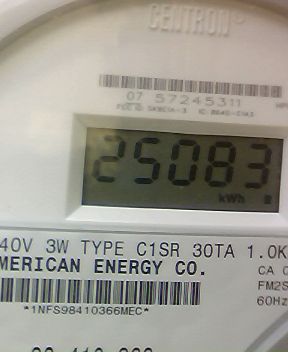 CENTRON®
07 57245311
25083
kWh
40V 3W TYPE C1SR 30TA 1.0K
MERICAN ENERGY CO.
CA 0
FM2S
60Hz
*1NFS98410366MEC*